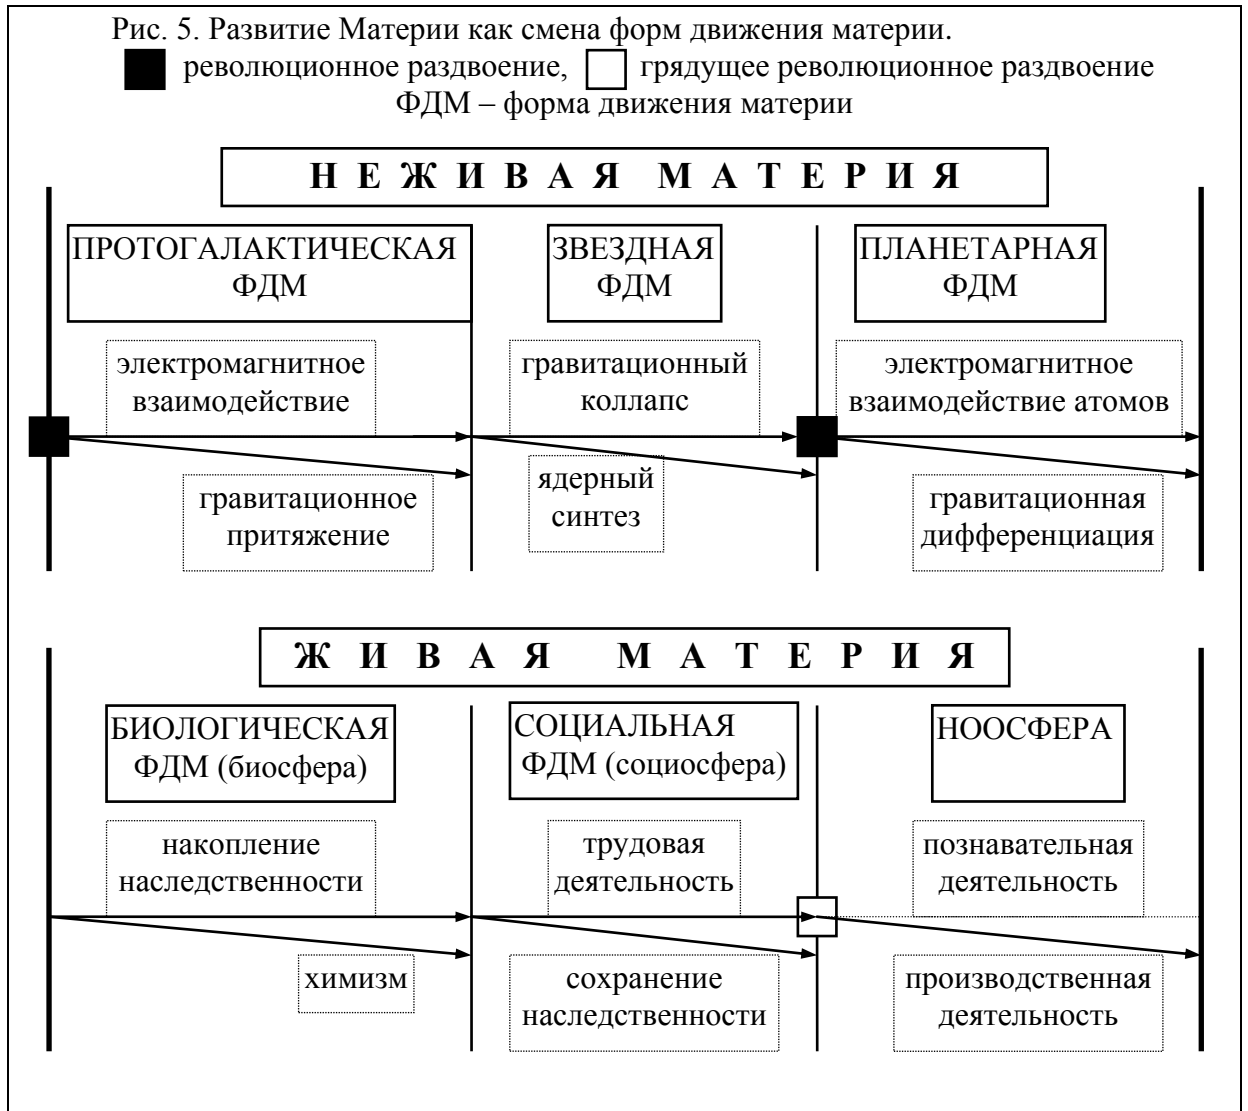 Рис. 5. Развитие Материи как смена форм движения материи.
революционное раздвоение, грядущее революционное раздвоение
ФДМ – форма движения материи
Н Е Ж И В А Я М А Т Е Р И Я
ПРОТОГАЛАКТИЧЕСКАЯ
ФДМ
ЗВЕЗДНАЯ
ФДМ
ПЛАНЕТАРНАЯ
ФДМ
электромагнитное
взаимодействие
гравитационный
коллапс
электромагнитное
взаимодействие атомов
гравитационное
притяжение
ядерный
синтез
гравитационная
дифференциация
Ж И В А Я М А Т Е Р И Я
БИОЛОГИЧЕСКАЯ
ФДМ (биосфера)
СОЦИАЛЬНАЯ
ФДМ (социосфера)
НООСФЕРА
накопление
наследственности
трудовая
деятельность
познавательная
деятельность
химизм
сохранение
наследственности
производственная
деятельность